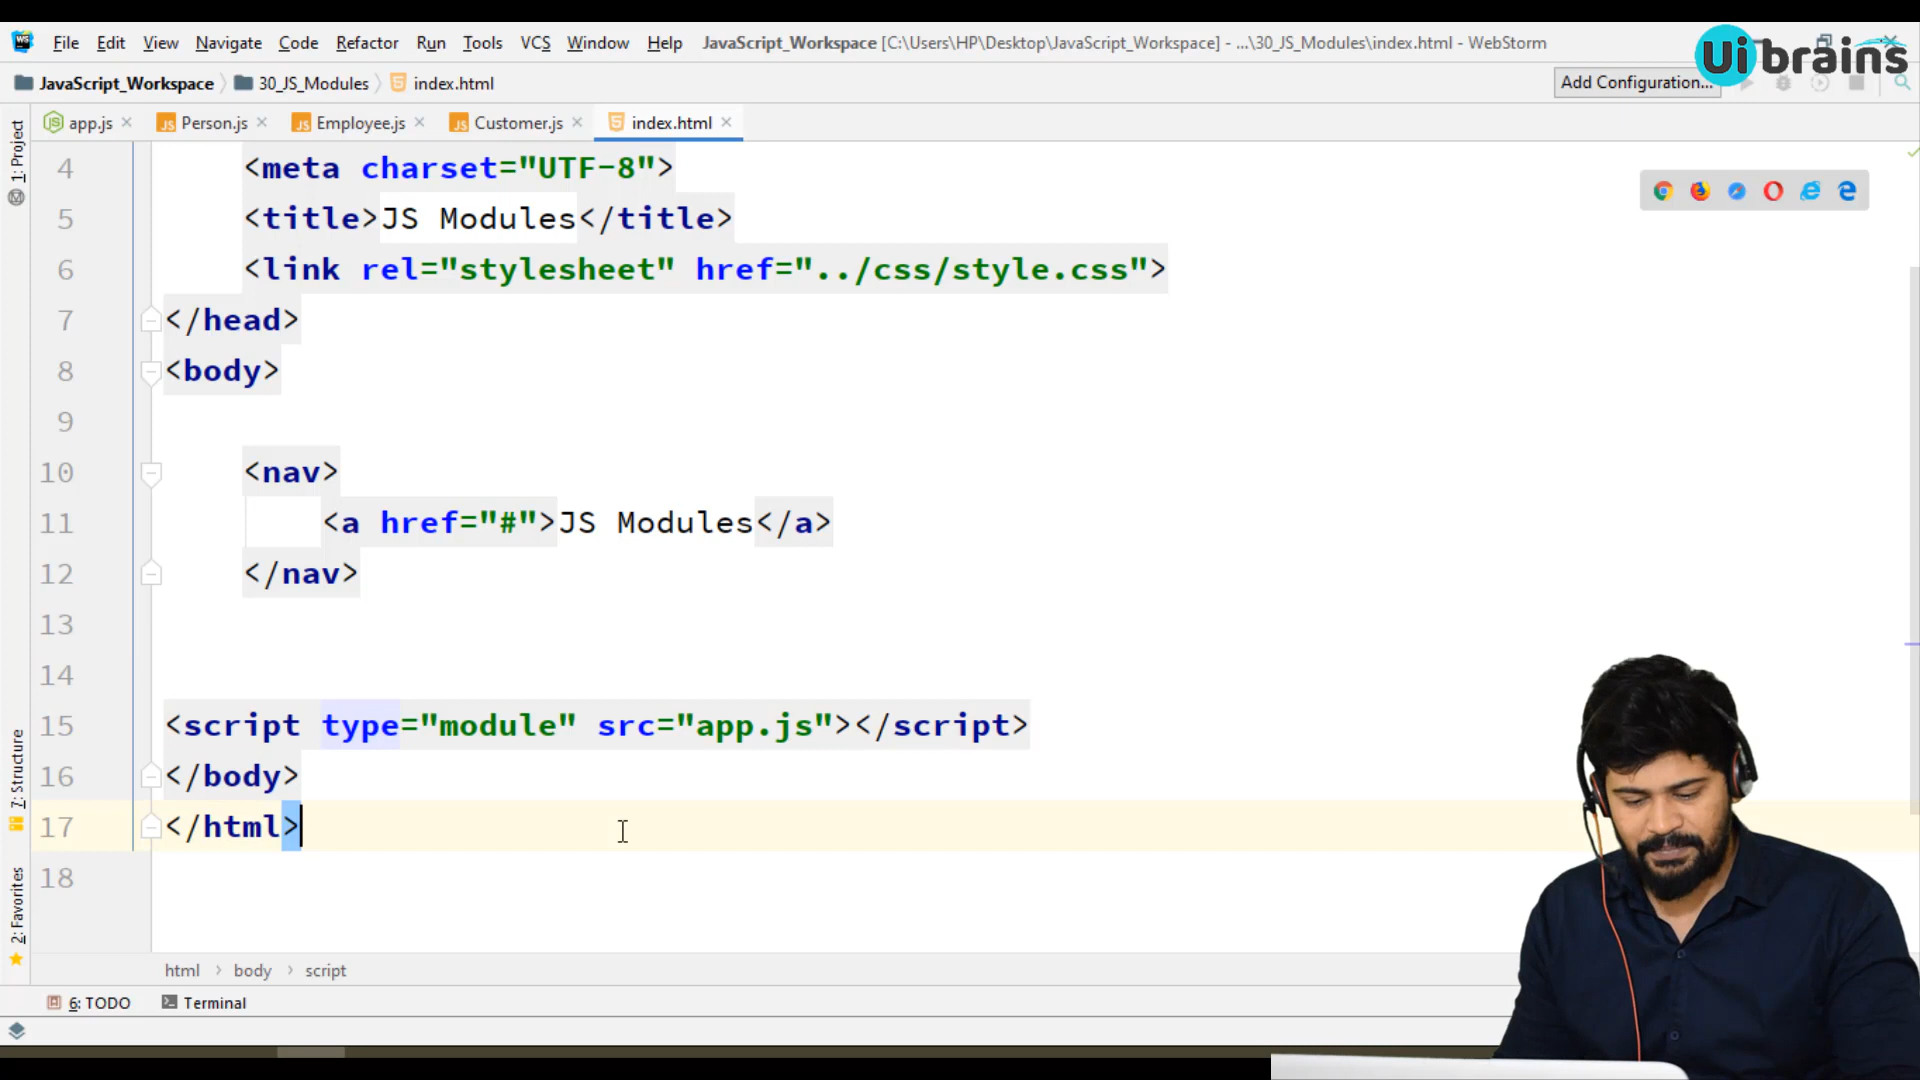 File Edit View Navigate Code Refactor Run Tools VCS Window Help JavaScript_Workspace [C:\Users\HP\Desktop\JavaScript_Workspace] - ...\30_JS_Modules\index.html - WebStorm
Ui brains
JavaScript_Workspace 30_JS_Modules index.html Add Configuration...
app.js Person.js Employee.js Customer.js index.html
1: Project
4 <meta charset="UTF-8">
5 <title>JS Modules</title>
6 <link rel="stylesheet" href="../css/style.css">
7 </head>
8 <body>
9
10 <nav>
11 <a href="#">JS Modules</a>
12 </nav>
13
14
15 <script type="module" src="app.js"></script>
16 </body>
17 </html>
18
7: Structure
2: Favorites
html › body › script
6: TODO Terminal